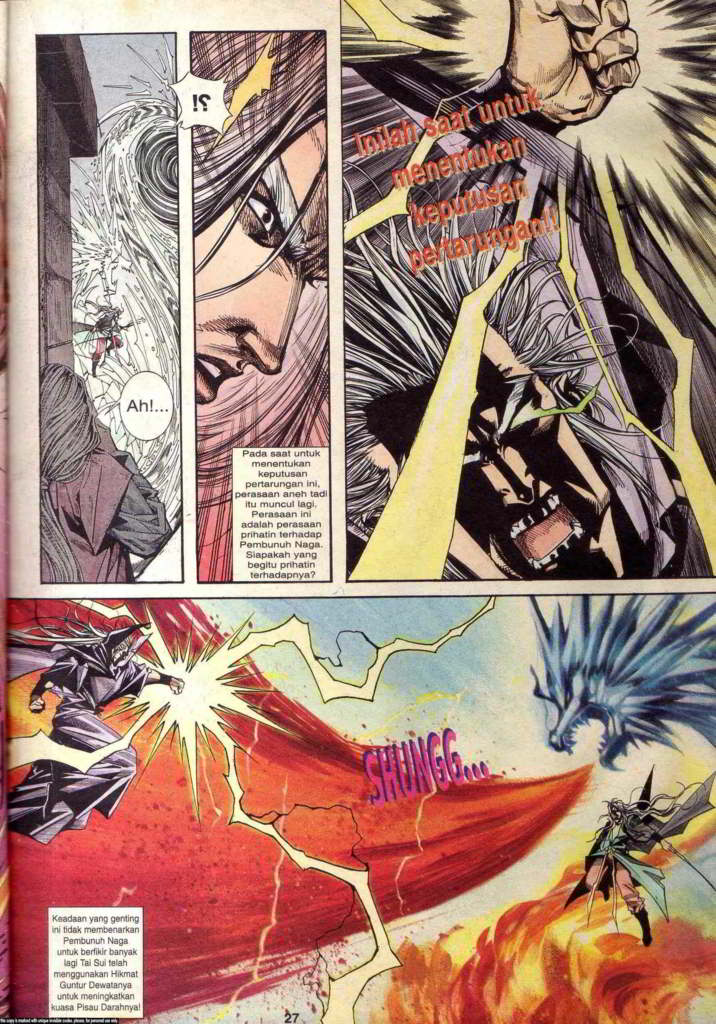 ?!
Ah!...
Pada saat untuk
menentukan
keputusan
pertarungan ini,
perasaan aneh tadi
itu muncul lagi.
Perasaan ini
adalah perasaan
prihatin terhadap
Pembunuh Naga.
Siapakah yang
begitu prihatin
terhadapnya?
Inilah saat untuk
menentukan
keputusan
pertarungan!!
SHUNGG...
Keadaan yang genting
ini tidak membenarkan
Pembunuh Naga
untuk berfikir banyak
lagi Tai Sui telah
menggunakan Hikmat
Guntur Dewatanya
untuk meningkatkan
kuasa Pisau Darahnya!
27